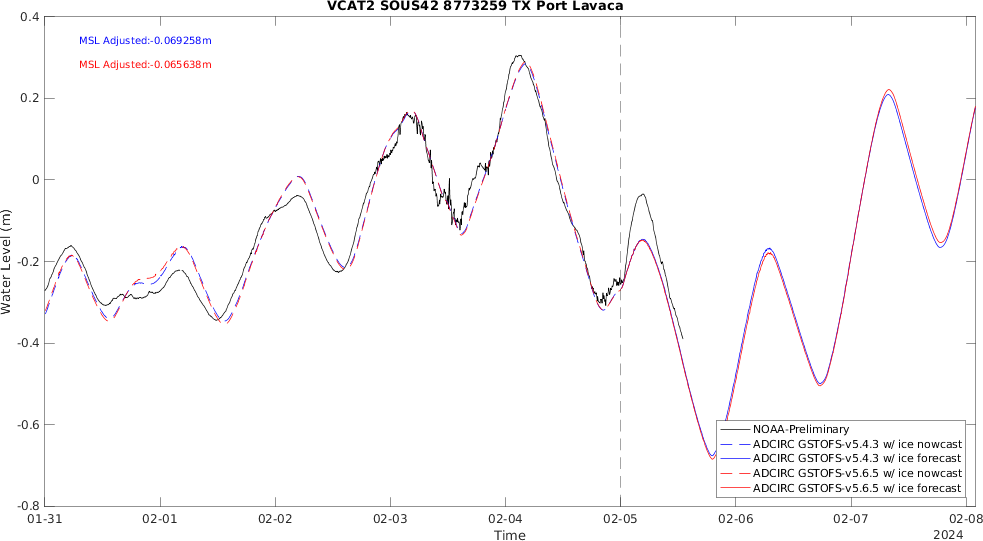 VCAT2 SOUS42 8773259 TX Port Lavaca
MSL Adjusted:-0.069258m
MSL Adjusted:-0.065638m
Water Level (m)
0.4
0.2
0
-0.2
-0.4
-0.6
-0.8
NOAA-Preliminary
ADCIRC GSTOFS-v5.4.3 w/ ice nowcast
ADCIRC GSTOFS-v5.4.3 w/ ice forecast
ADCIRC GSTOFS-v5.6.5 w/ ice nowcast
ADCIRC GSTOFS-v5.6.5 w/ ice forecast
01-31 02-01 02-02 02-03 02-04 02-05 02-06 02-07 02-08
Time
2024